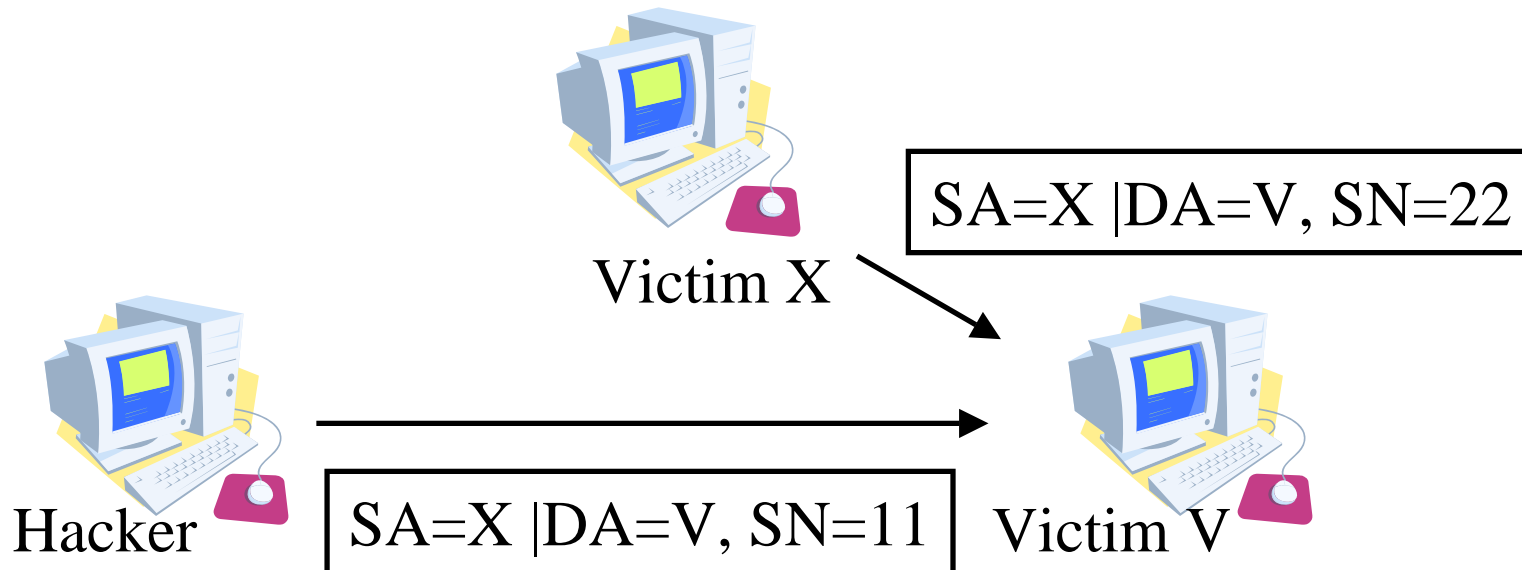 SA=X |DA=V, SN=22
Victim X
Hacker
SA=X |DA=V, SN=11
Victim V